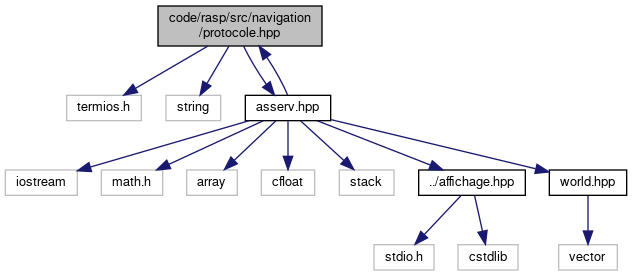 code/rasp/src/navigation
/protocole.hpp
termios.h
string
asserv.hpp
iostream
math.h
array
cfloat
stack
../affichage.hpp
world.hpp
stdio.h
cstdlib
vector